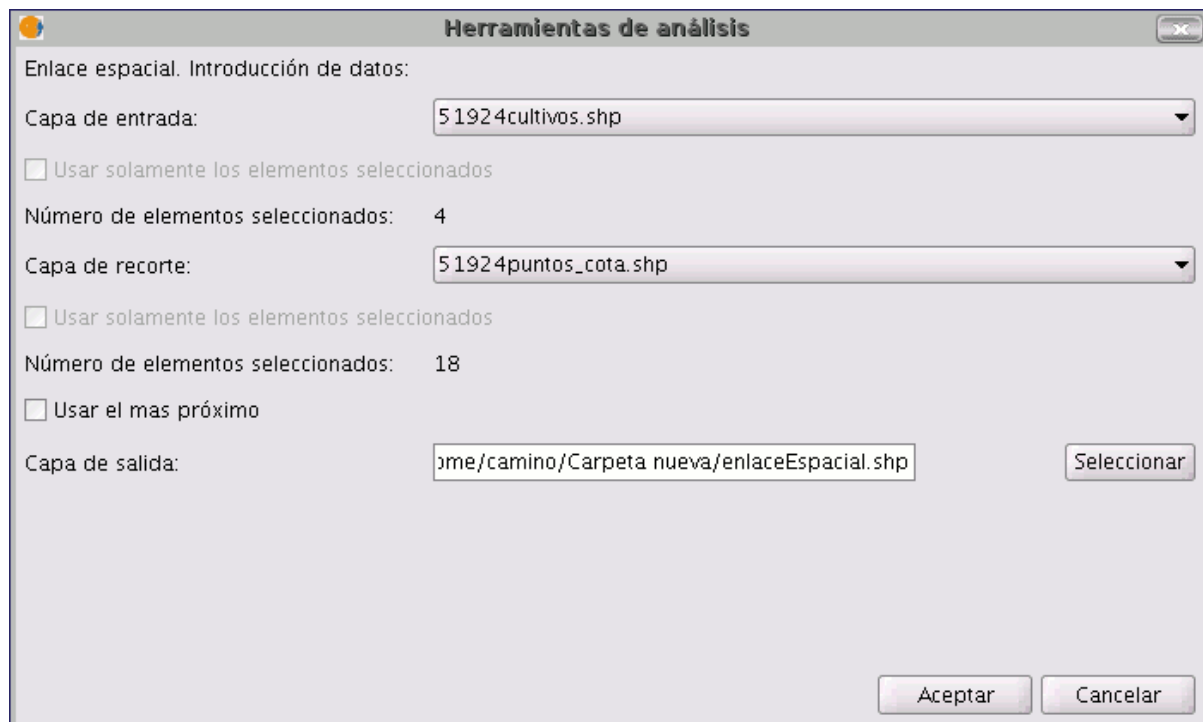 Herramientas de análisis
Enlace espacial. Introducción de datos:
Capa de entrada: 51924cultivos.shp
Usar solamente los elementos seleccionados
Número de elementos seleccionados: 4
Capa de recorte: 51924puntos_cota.shp
Usar solamente los elementos seleccionados
Número de elementos seleccionados: 18
Usar el mas próximo
Capa de salida: ome/camino/Carpeta nueva/enlaceEspacial.shp Seleccionar
Aceptar Cancelar